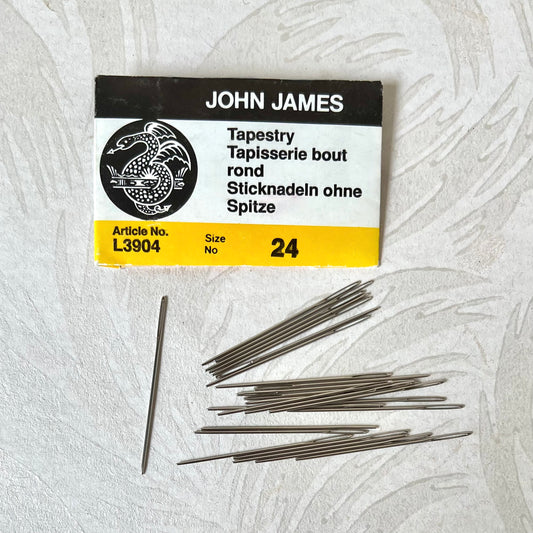 JOHN JAMES
Tapestry
Tapisserie bout
rond
Sticknadeln ohne
Spitze
Article No.
L3904
Size
No
24